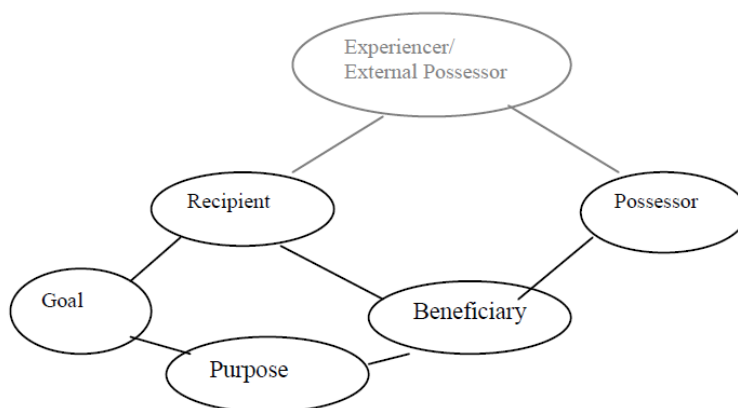 Experiencer/
External Possessor
Recipient
Possessor
Goal
Beneficiary
Purpose